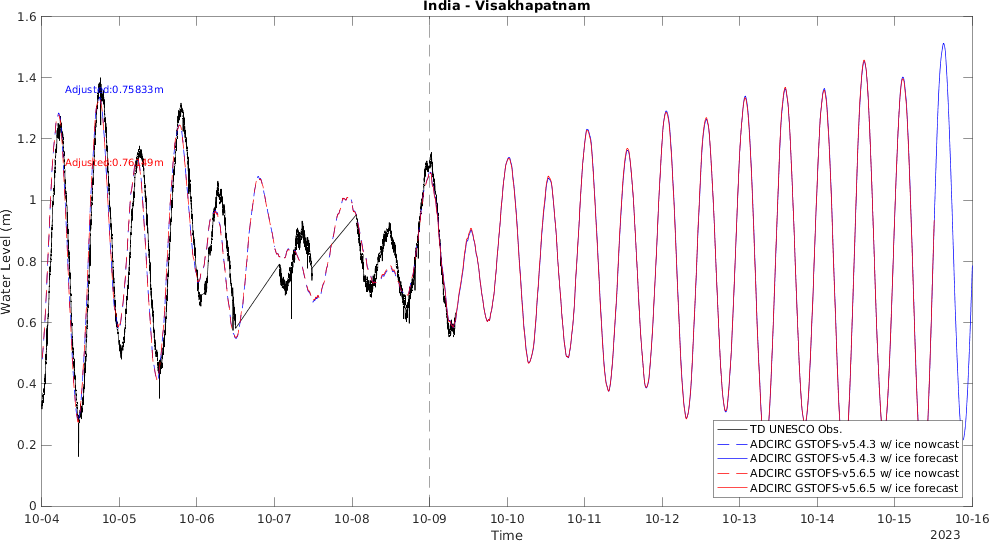 India - Visakhapatnam
1.6
1.4
1.2
1
0.8
0.6
0.4
0.2
0
Water Level (m)
Adjusted:0.75833m
TD UNESCO Obs.
ADCIRC GSTOFS-v5.4.3 w/ ice nowcast
ADCIRC GSTOFS-v5.4.3 w/ ice forecast
ADCIRC GSTOFS-v5.6.5 w/ ice nowcast
ADCIRC GSTOFS-v5.6.5 w/ ice forecast
10-04 10-05 10-06 10-07 10-08 10-09 10-10 10-11 10-12 10-13 10-14 10-15 10-16
Time
2023